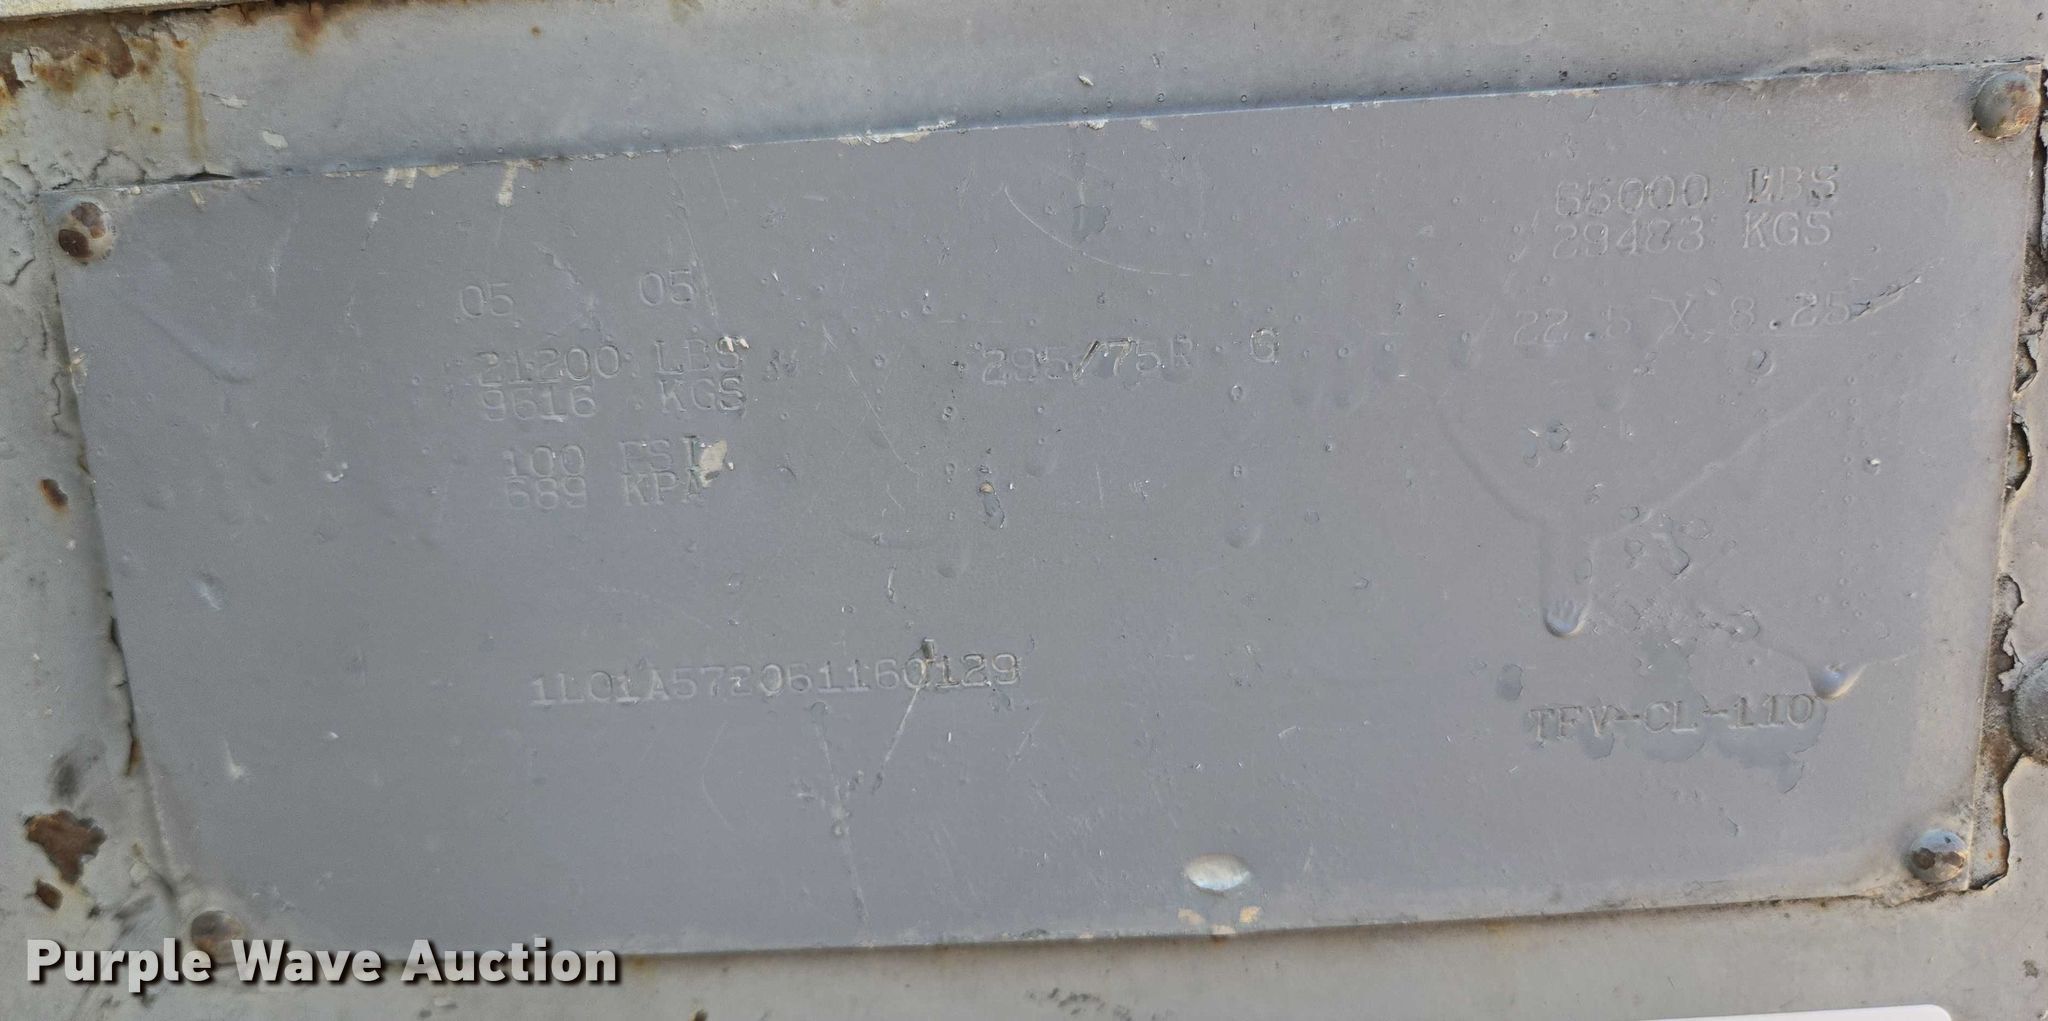 65000 LBS
29483 KGS
05 05
22.5 X 8.25
21200 LBS 295/75R G
9616 KGS
100 PSI
689 KPA
1L01A572061160129
TFV-CL-110
Purple Wave Auction